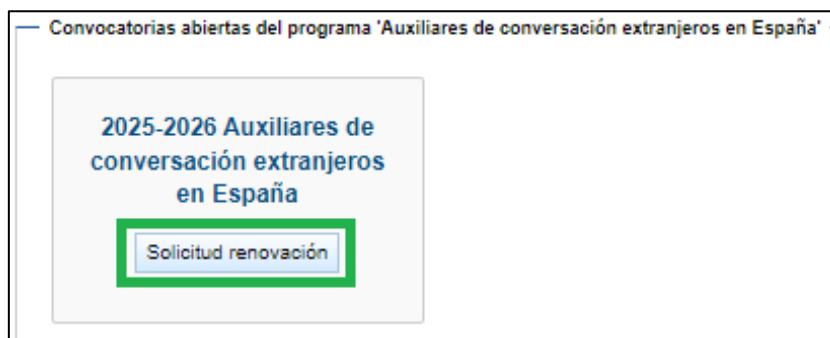 Convocatorias abiertas del programa 'Auxiliares de conversación extranjeros en España'
2025-2026 Auxiliares de
conversación extranjeros
en España
Solicitud renovación